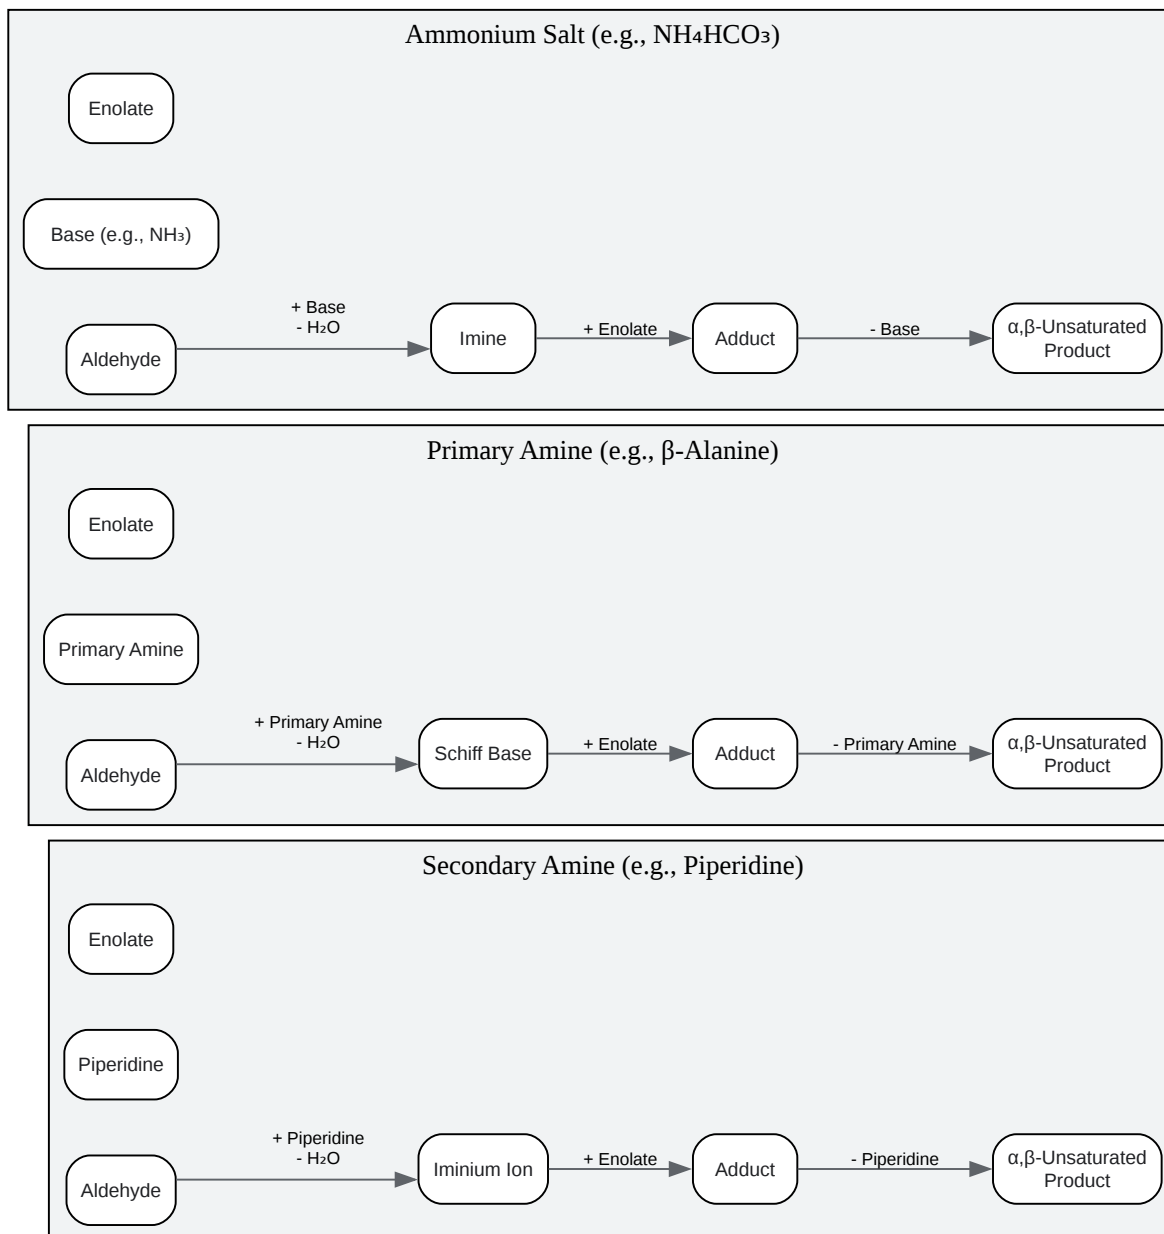 Ammonium Salt (e.g., NH₄HCO₃)
Enolate
Base (e.g., NH₃)
Aldehyde
+ Base
- H₂O
Imine
+ Enolate
Adduct
- Base
α,β-Unsaturated
Product
Primary Amine (e.g., β-Alanine)
Enolate
Primary Amine
Aldehyde
+ Primary Amine
- H₂O
Schiff Base
+ Enolate
Adduct
- Primary Amine
α,β-Unsaturated
Product
Secondary Amine (e.g., Piperidine)
Enolate
Piperidine
Aldehyde
+ Piperidine
- H₂O
Iminium Ion
+ Enolate
Adduct
- Piperidine
α,β-Unsaturated
Product